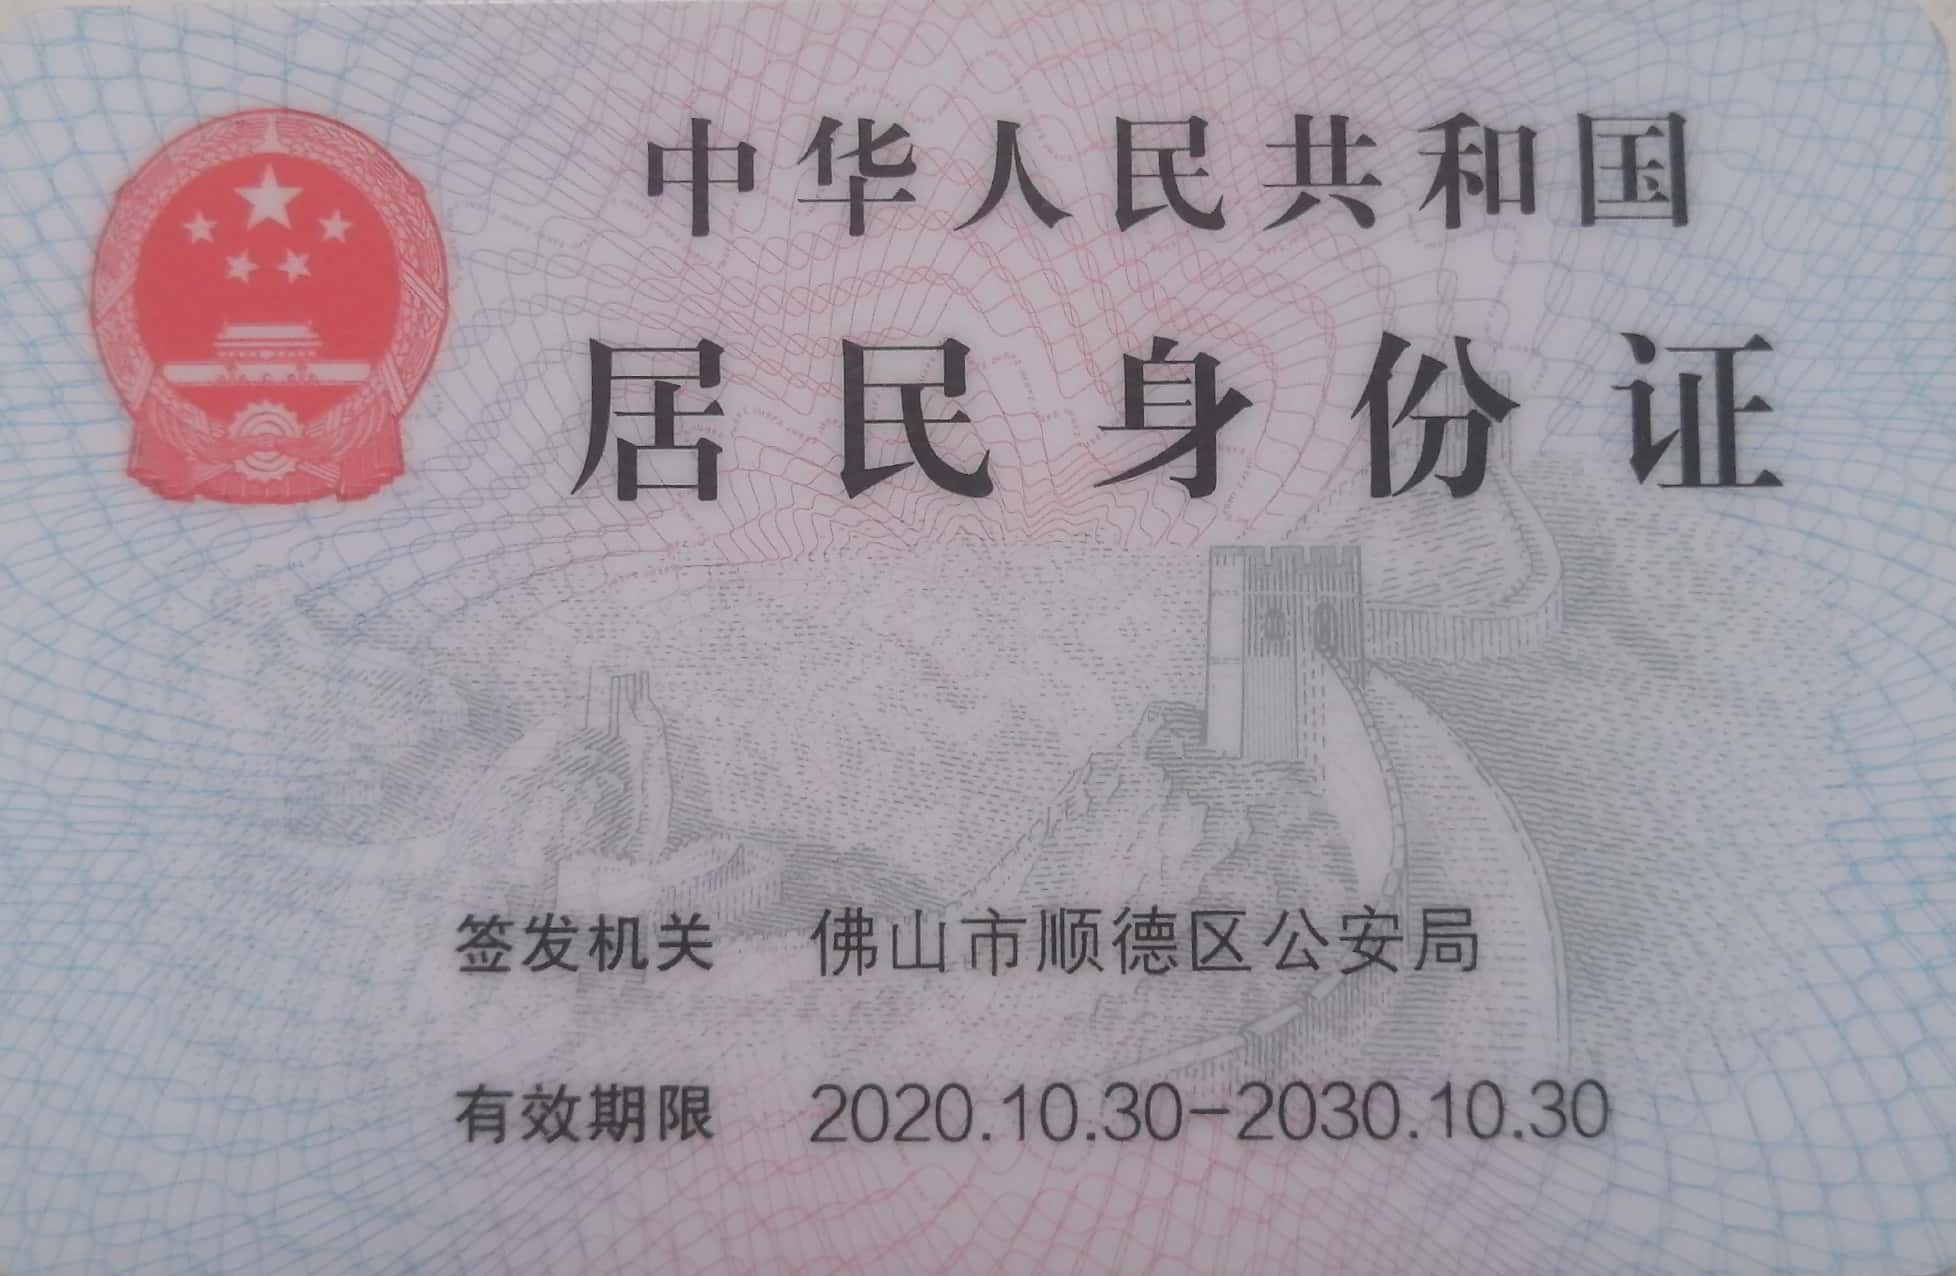 中华人民共和国
居民身份证
签发机关 佛山市顺德区公安局
有效期限 2020.10.30-2030.10.30